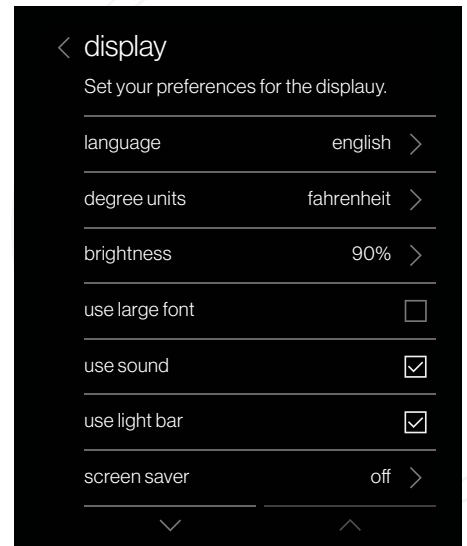 display
Set your preferences for the displauy.
language english
degree units fahrenheit
brightness 90%
use large font
use sound
use light bar
screen saver off